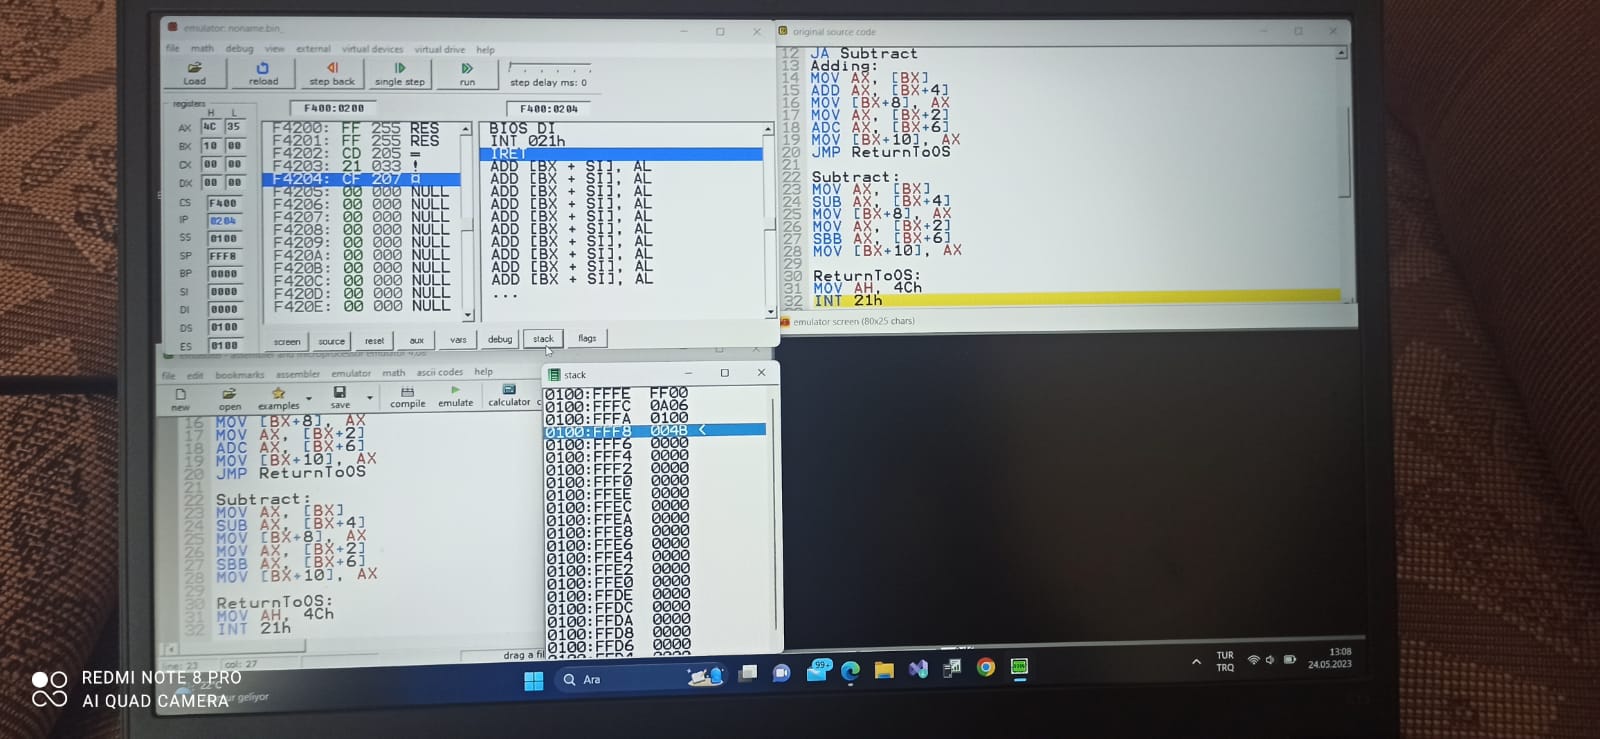 emulator: noname.bin_
file math debug view external virtual devices virtual drive help
Load reload step back single step run step delay ms: 0
registers
H L
AX 4C 35
BX 10 00
CX 00 00
DX 00 00
CS F400
IP 0204
SS 0100
SP FFF8
BP 0000
SI 0000
DI 0000
DS 0100
ES 0100
F400:0200
F4200: FF 255 RES
F4201: FF 255 RES
F4202: CD 205 =
F4203: 21 033 !
F4204: CF 207 ¤
F4205: 00 000 NULL
F4206: 00 000 NULL
F4207: 00 000 NULL
F4208: 00 000 NULL
F4209: 00 000 NULL
F420A: 00 000 NULL
F420B: 00 000 NULL
F420C: 00 000 NULL
F420D: 00 000 NULL
F420E: 00 000 NULL
F400:0204
BIOS DI
INT 021h
IRET
ADD [BX + SI], AL
ADD [BX + SI], AL
ADD [BX + SI], AL
ADD [BX + SI], AL
ADD [BX + SI], AL
ADD [BX + SI], AL
ADD [BX + SI], AL
ADD [BX + SI], AL
ADD [BX + SI], AL
ADD [BX + SI], AL
...
screen source reset aux vars debug stack flags
original source code
12 JA Subtract
13 Adding:
14 MOV AX, [BX]
15 ADD AX, [BX+4]
16 MOV [BX+8], AX
17 MOV AX, [BX+2]
18 ADC AX, [BX+6]
19 MOV [BX+10], AX
20 JMP ReturnToOS
21
22 Subtract:
23 MOV AX, [BX]
24 SUB AX, [BX+4]
25 MOV [BX+8], AX
26 MOV AX, [BX+2]
27 SBB AX, [BX+6]
28 MOV [BX+10], AX
29
30 ReturnToOS:
31 MOV AH, 4Ch
32 INT 21h
emulator screen (80x25 chars)
assembler and microprocessor emulator 4.08
file edit bookmarks assembler emulator math ascii codes help
new open examples save compile emulate calculator c
16 MOV [BX+8], AX
17 MOV AX, [BX+2]
18 ADC AX, [BX+6]
19 MOV [BX+10], AX
20 JMP ReturnToOS
21
22 Subtract:
23 MOV AX, [BX]
24 SUB AX, [BX+4]
25 MOV [BX+8], AX
26 MOV AX, [BX+2]
27 SBB AX, [BX+6]
28 MOV [BX+10], AX
29
30 ReturnToOS:
31 MOV AH, 4Ch
32 INT 21h
line: 23 col: 27 drag a fil
stack
0100:FFFE FF00
0100:FFFC 0A06
0100:FFFA 0100
0100:FFF8 004B <
0100:FFF6 0000
0100:FFF4 0000
0100:FFF2 0000
0100:FFF0 0000
0100:FFEE 0000
0100:FFEC 0000
0100:FFEA 0000
0100:FFE8 0000
0100:FFE6 0000
0100:FFE4 0000
0100:FFE2 0000
0100:FFE0 0000
0100:FFDE 0000
0100:FFDC 0000
0100:FFDA 0000
0100:FFD8 0000
0100:FFD6 0000
22°C
geliyor
Ara
99+
TUR
TRQ
13:08
24.05.2023
REDMI NOTE 8 PRO
AI QUAD CAMERA